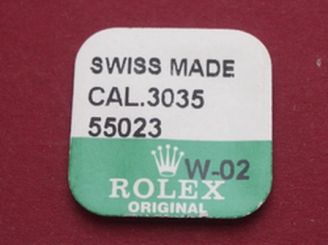 SWISS MADE
CAL.3035
55023
W-02
ROLEX
ORIGINAL